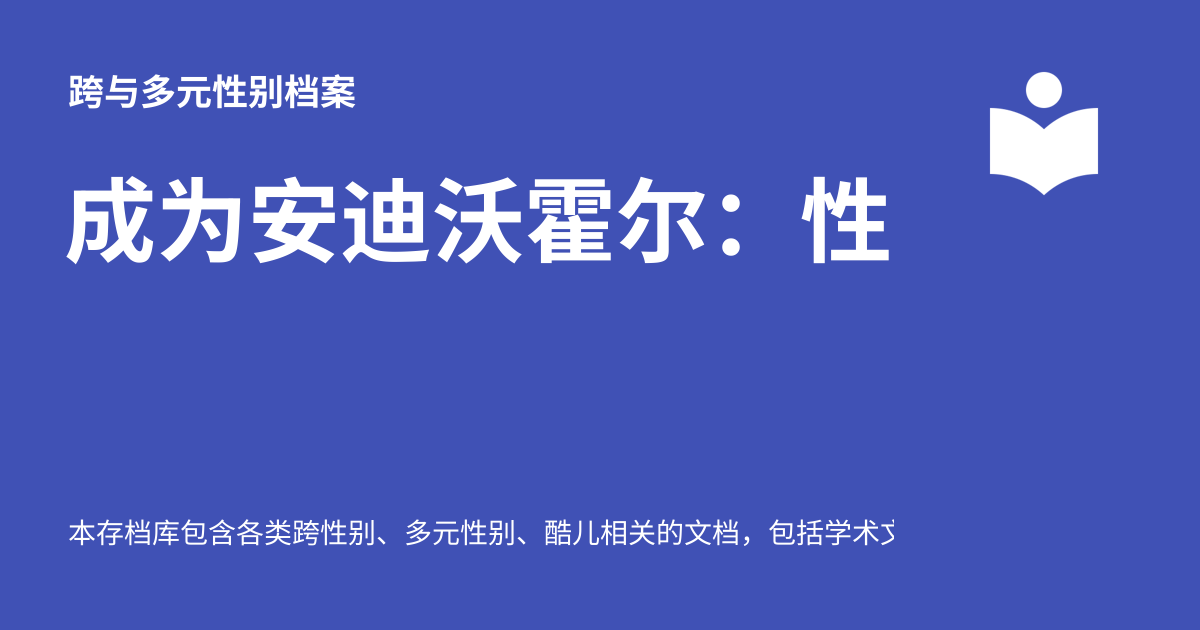 跨与多元性别档案
成为安迪沃霍尔：性
本存档库包含各类跨性别、多元性别、酷儿相关的文档，包括学术文